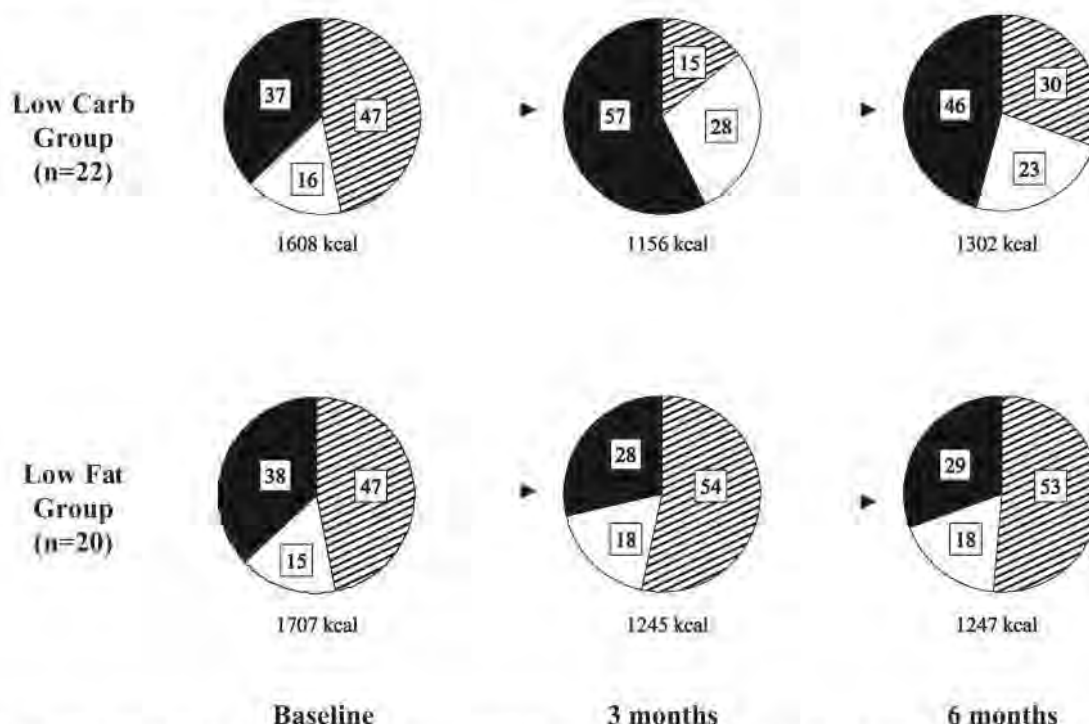 Low Carb
Group
(n=22)
37
47
16
1608 kcal
15
57
28
1156 kcal
30
46
23
1302 kcal
Low Fat
Group
(n=20)
38
47
15
1707 kcal
28
54
18
1245 kcal
29
53
18
1247 kcal
Baseline
3 months
6 months